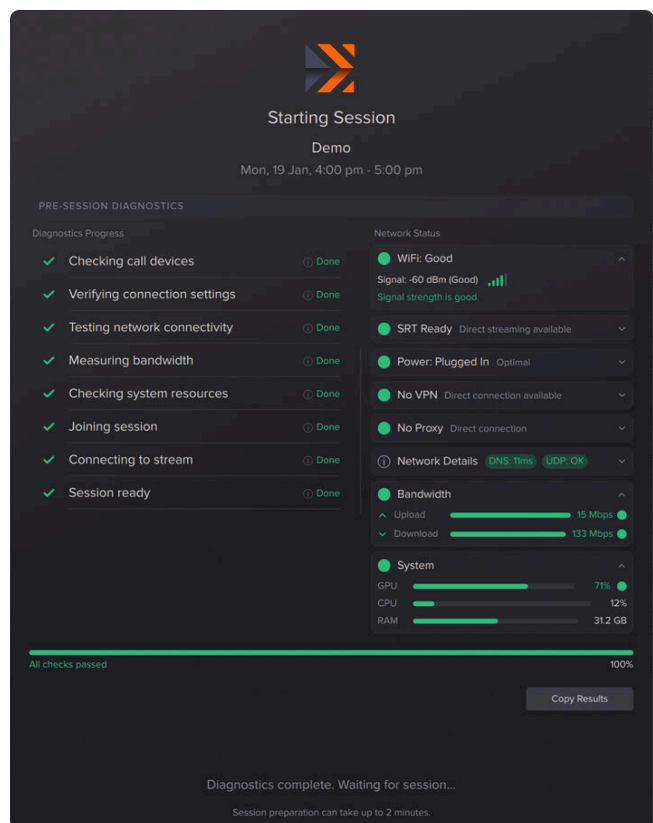 Starting Session
Demo
Mon, 19 Jan, 4:00 pm - 5:00 pm
PRE-SESSION DIAGNOSTICS
Diagnostics Progress
Checking call devices Done
Verifying connection settings Done
Testing network connectivity Done
Measuring bandwidth Done
Checking system resources Done
Joining session Done
Connecting to stream Done
Session ready Done
Network Status
WiFi: Good
Signal: -60 dBm (Good)
Signal strength is good.
SRT Ready Direct streaming available
Power: Plugged In Optimal
No VPN Direct connection available
No Proxy Direct connection
Network Details DNS: 11ms UDP: OK
Bandwidth
Upload 15 Mbps
Download 133 Mbps
System
GPU 71%
CPU 12%
RAM 31.2 GB
All checks passed 100%
Copy Results
Diagnostics complete. Waiting for session...
Session preparation can take up to 2 minutes.